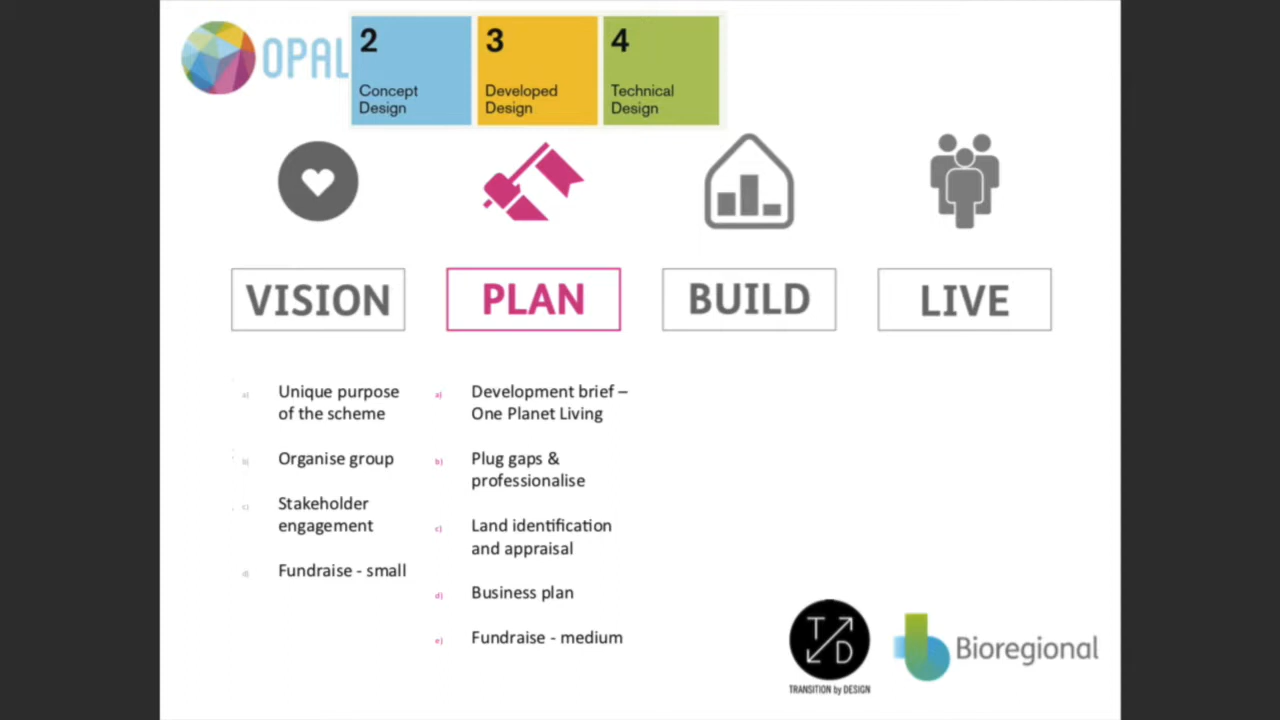 OPAL
2
Concept
Design
3
Developed
Design
4
Technical
Design
VISION
PLAN
BUILD
LIVE
a)
Unique purpose
of the scheme
b)
Organise group
c)
Stakeholder
engagement
d)
Fundraise - small
a)
Development brief –
One Planet Living
b)
Plug gaps &
professionalise
c)
Land identification
and appraisal
d)
Business plan
e)
Fundraise - medium
T
D
TRANSITION by DESIGN
Bioregional